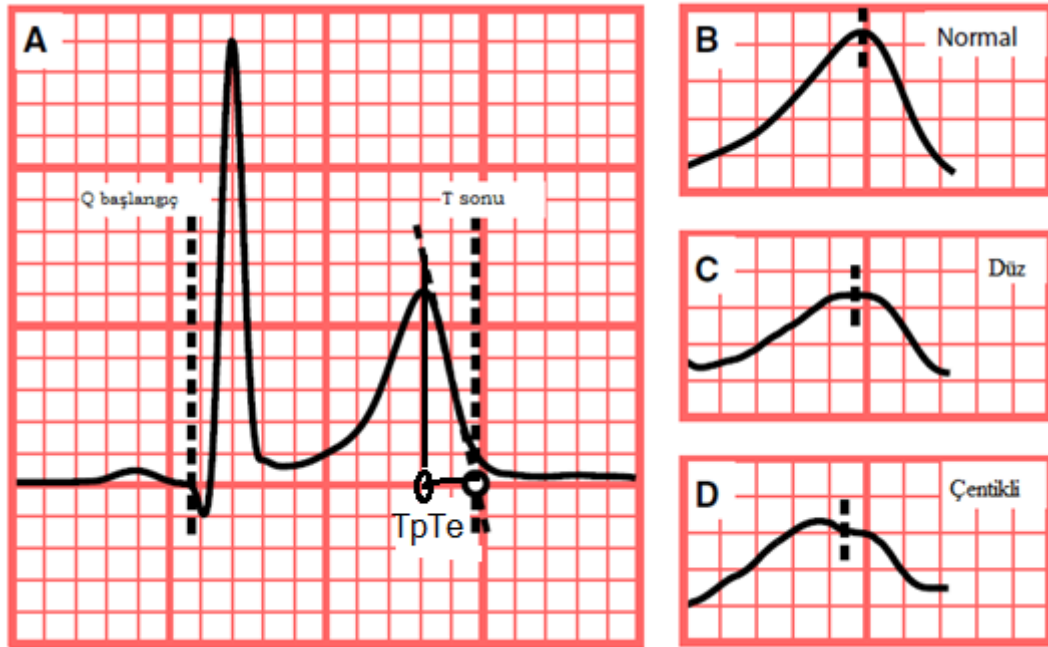 A
Q başlangıç
T sonu
TpTe
B
Normal
C
Düz
D
Çentikli